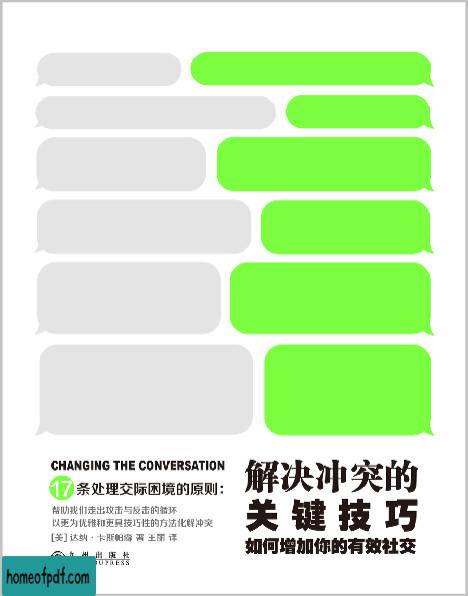 CHANGING THE CONVERSATION
17条处理交际困境的原则：
帮助我们走出攻击与反击的循环
以更为优雅和更具技巧性的方法化解冲突
[美] 达纳·卡斯帕森 著 王丽 译
九州出版社
解决冲突的
关键技巧
如何增加你的有效社交
homeofpdf.com